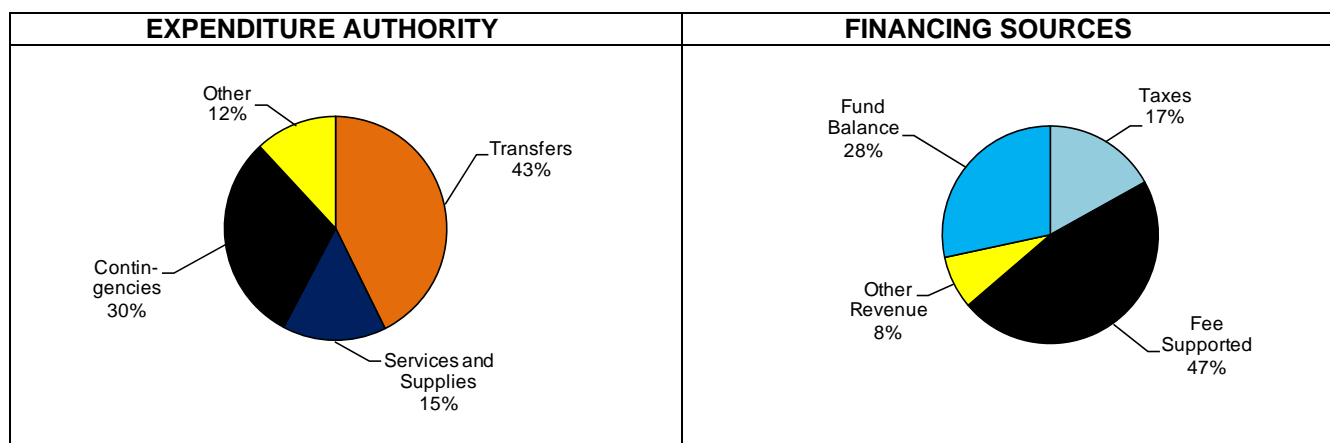 EXPENDITURE AUTHORITY
Other
12%
Transfers
43%
Contin-
gencies
30%
Services and
Supplies
15%
FINANCING SOURCES
Fund
Balance
28%
Taxes
17%
Other
Revenue
8%
Fee
Supported
47%